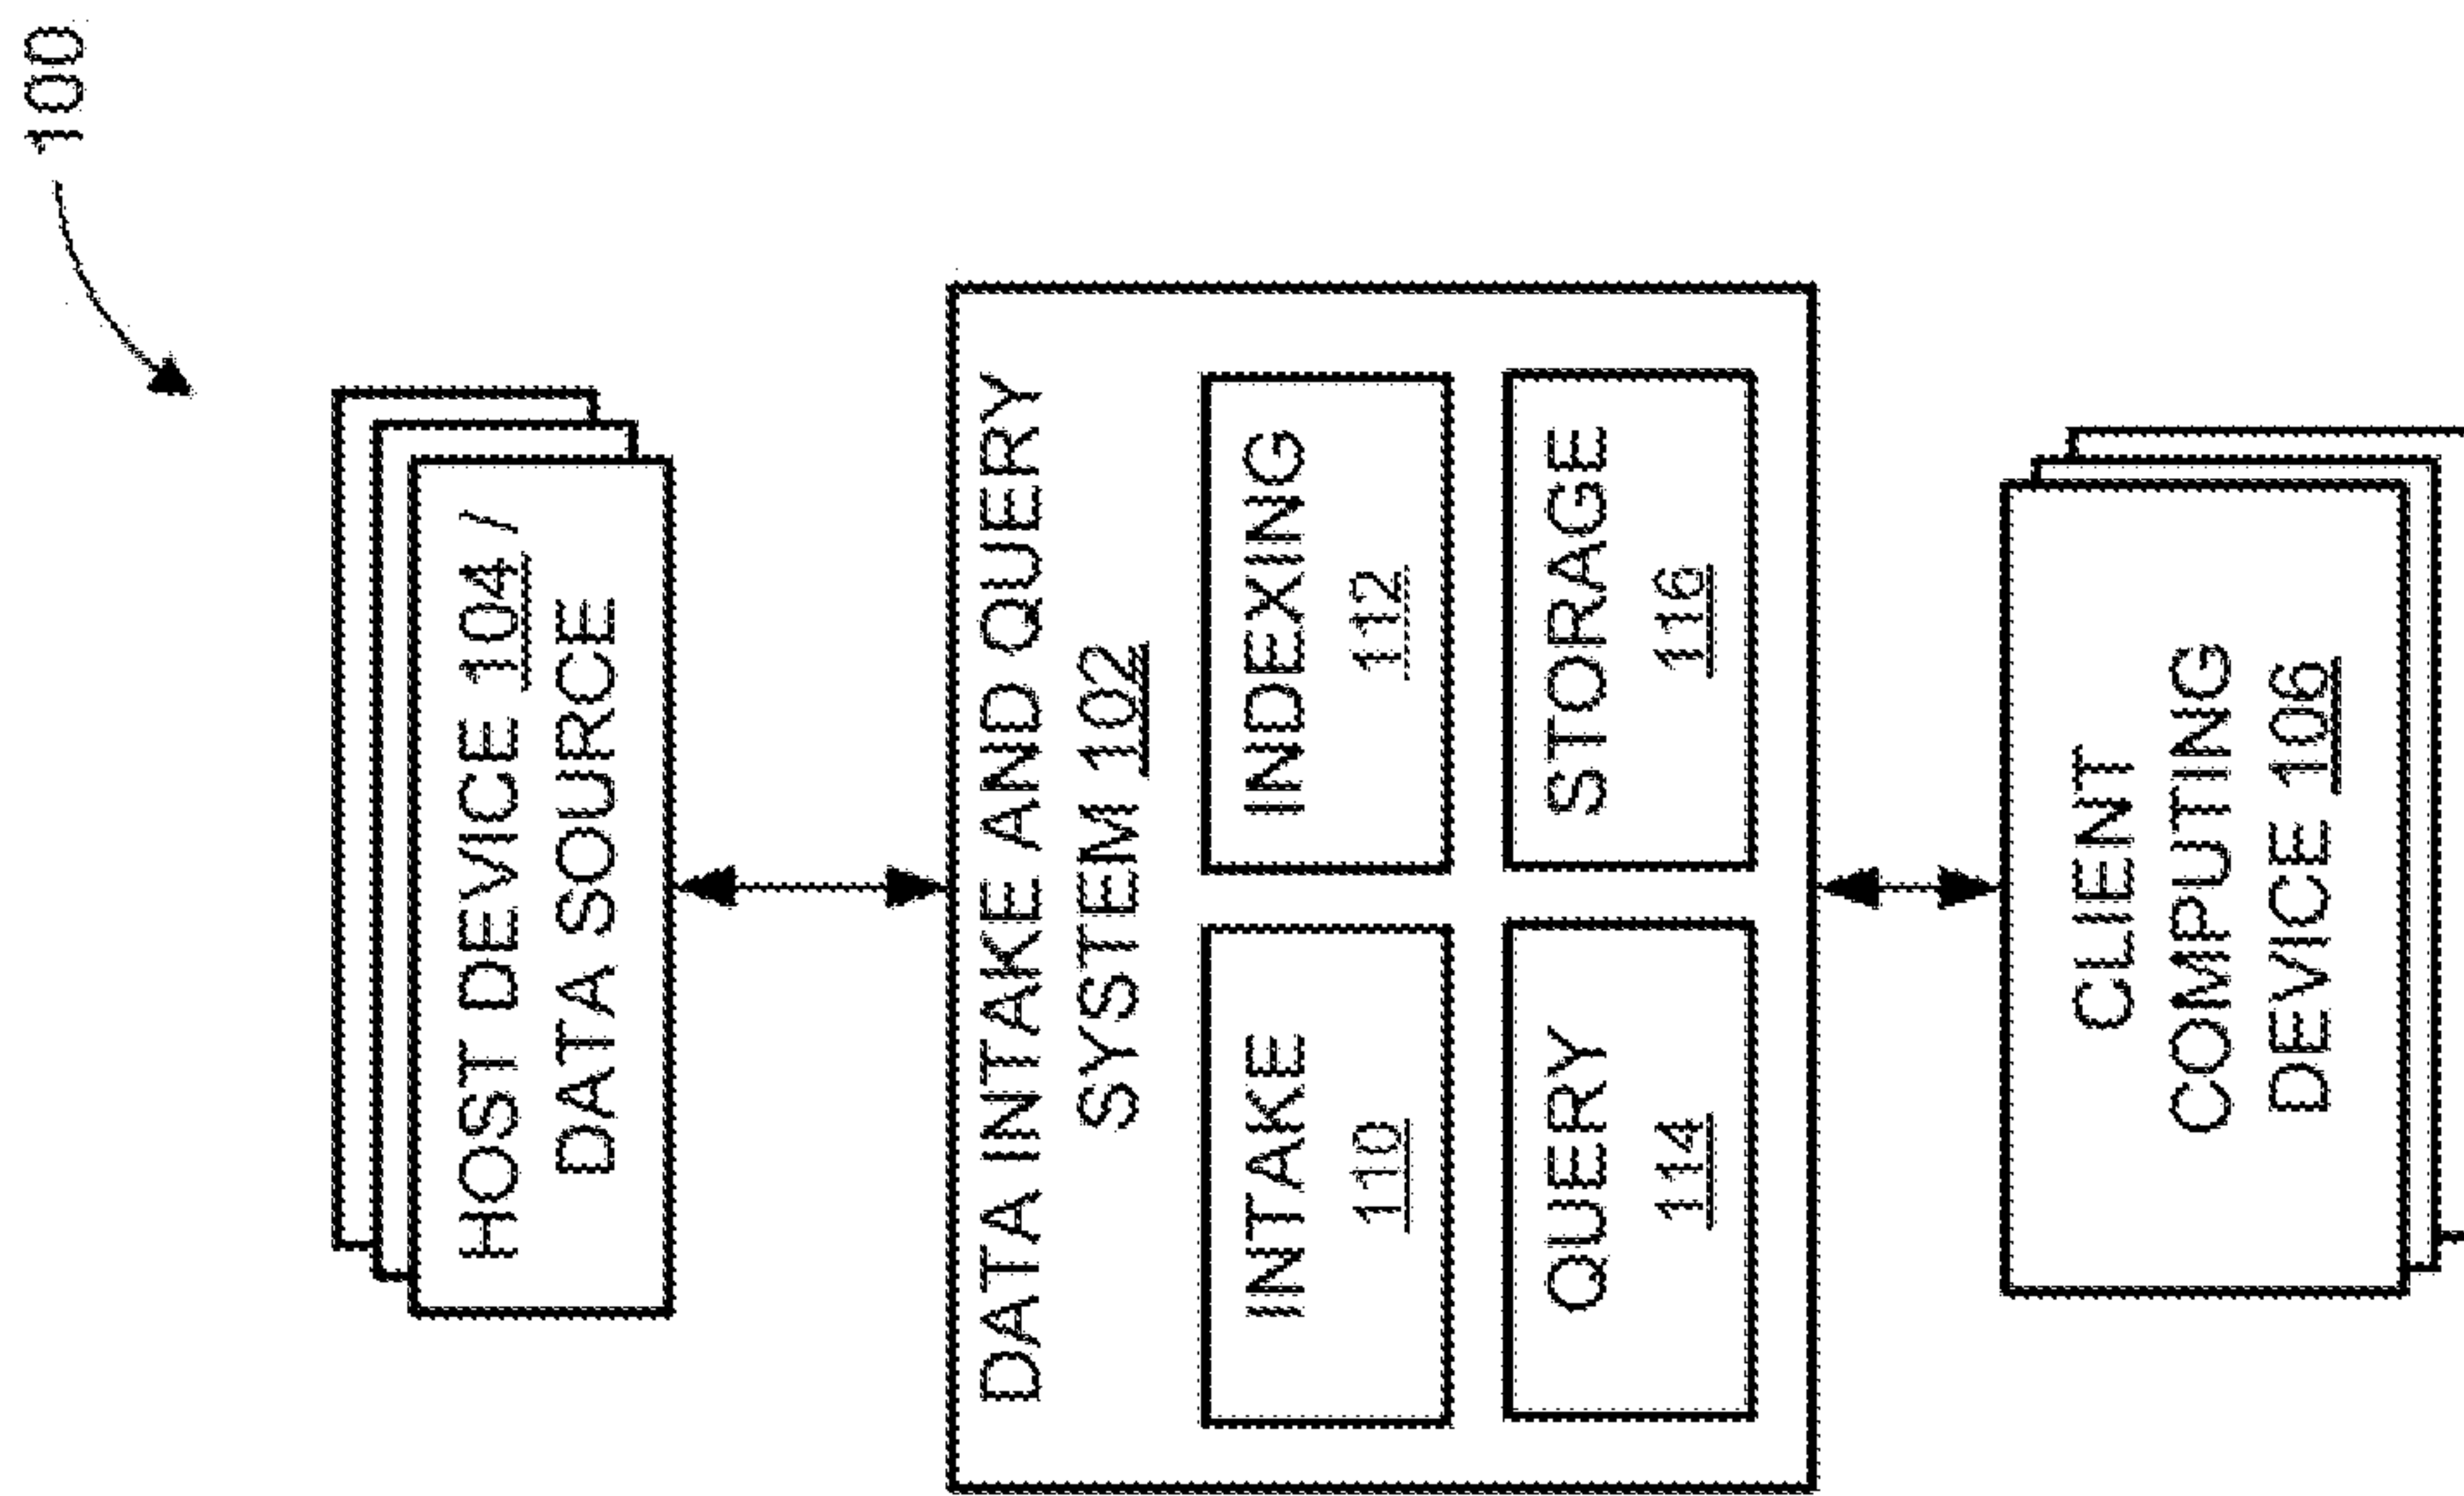 100
HOST DEVICE 104 /
DATA SOURCE
DATA INTAKE AND QUERY
SYSTEM 102
INTAKE
110
INDEXING
112
QUERY
114
STORAGE
116
CLIENT
COMPUTING
DEVICE 106